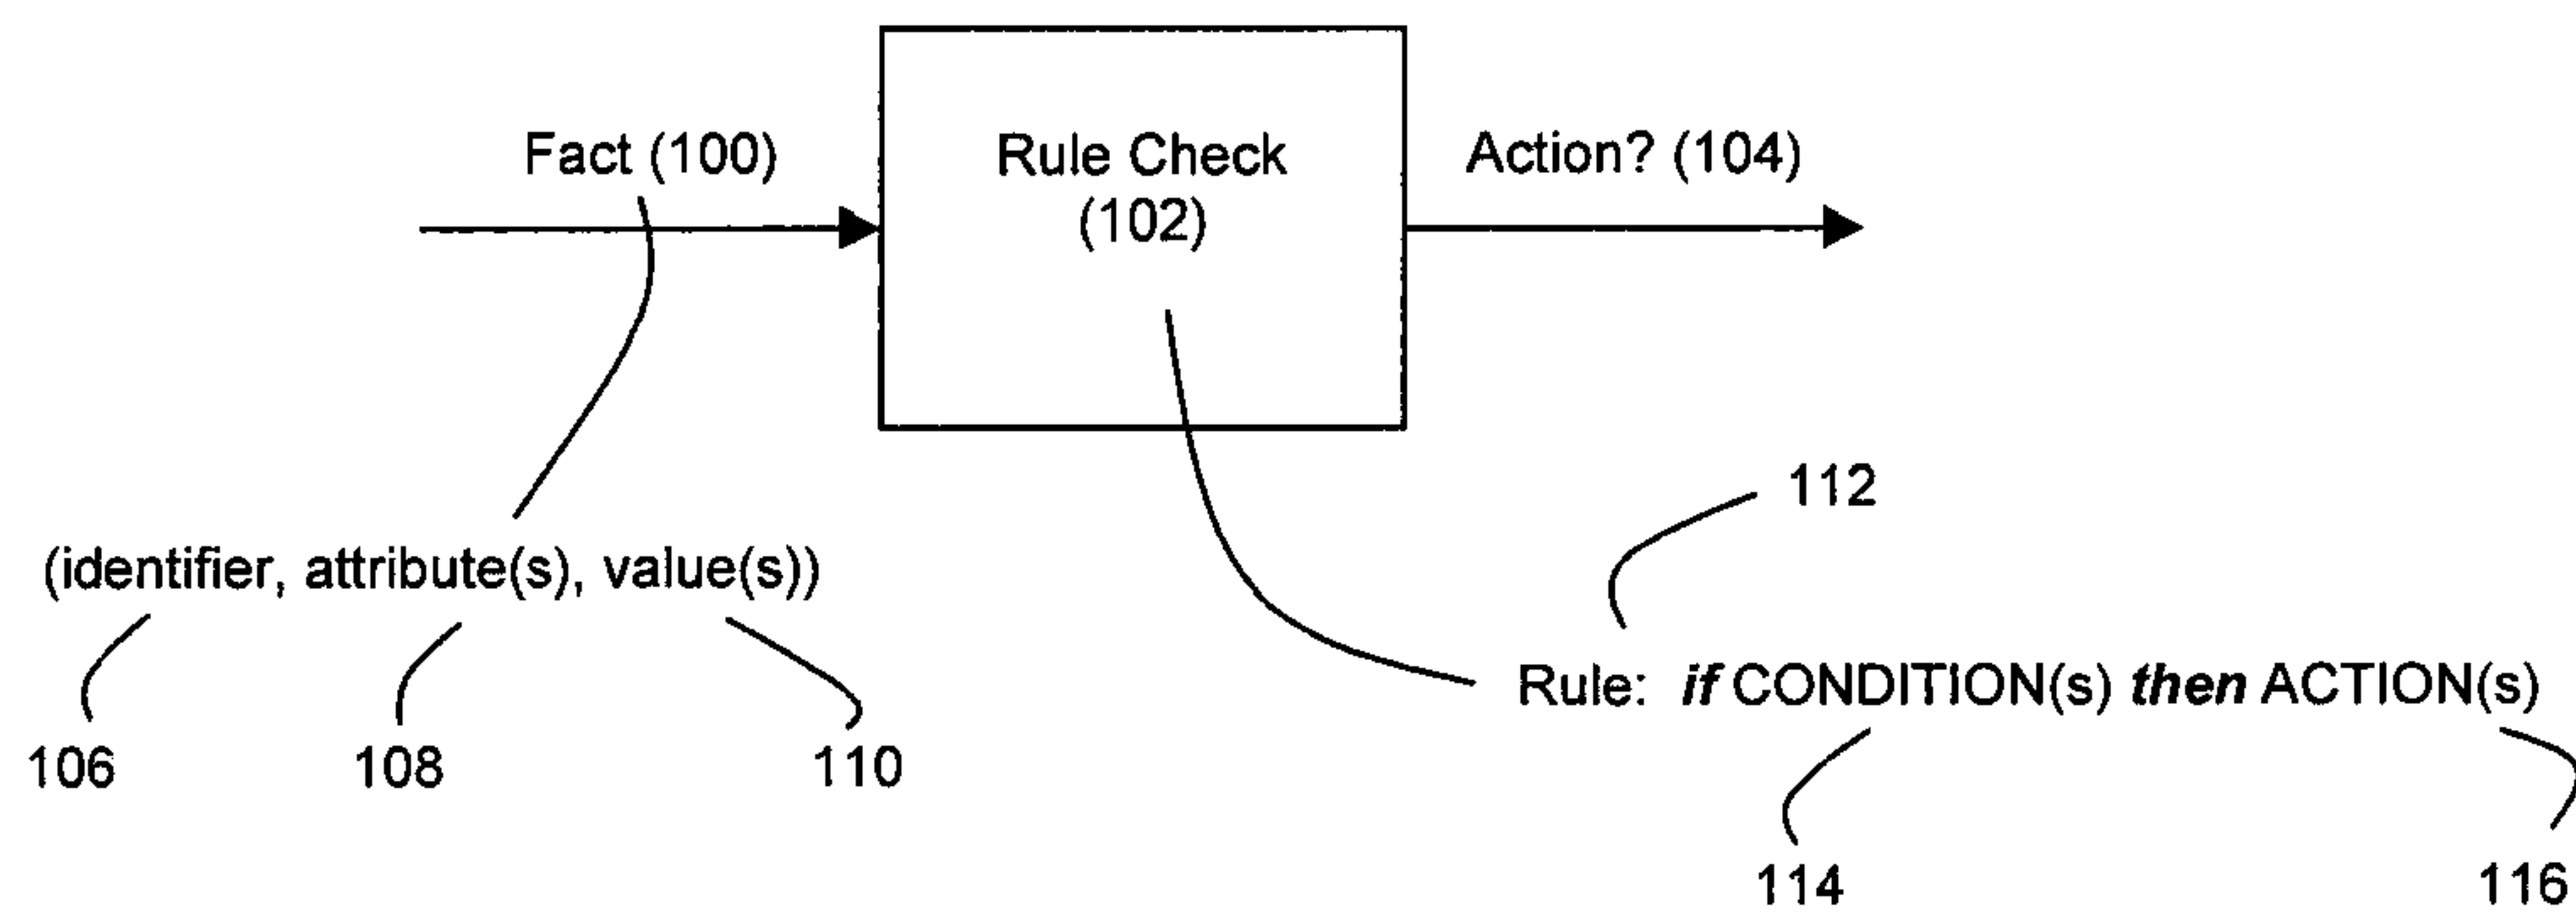 Fact (100)
Rule Check
(102)
Action? (104)
112
(identifier, attribute(s), value(s))
Rule: if CONDITION(s) then ACTION(s)
106
108
110
114
116